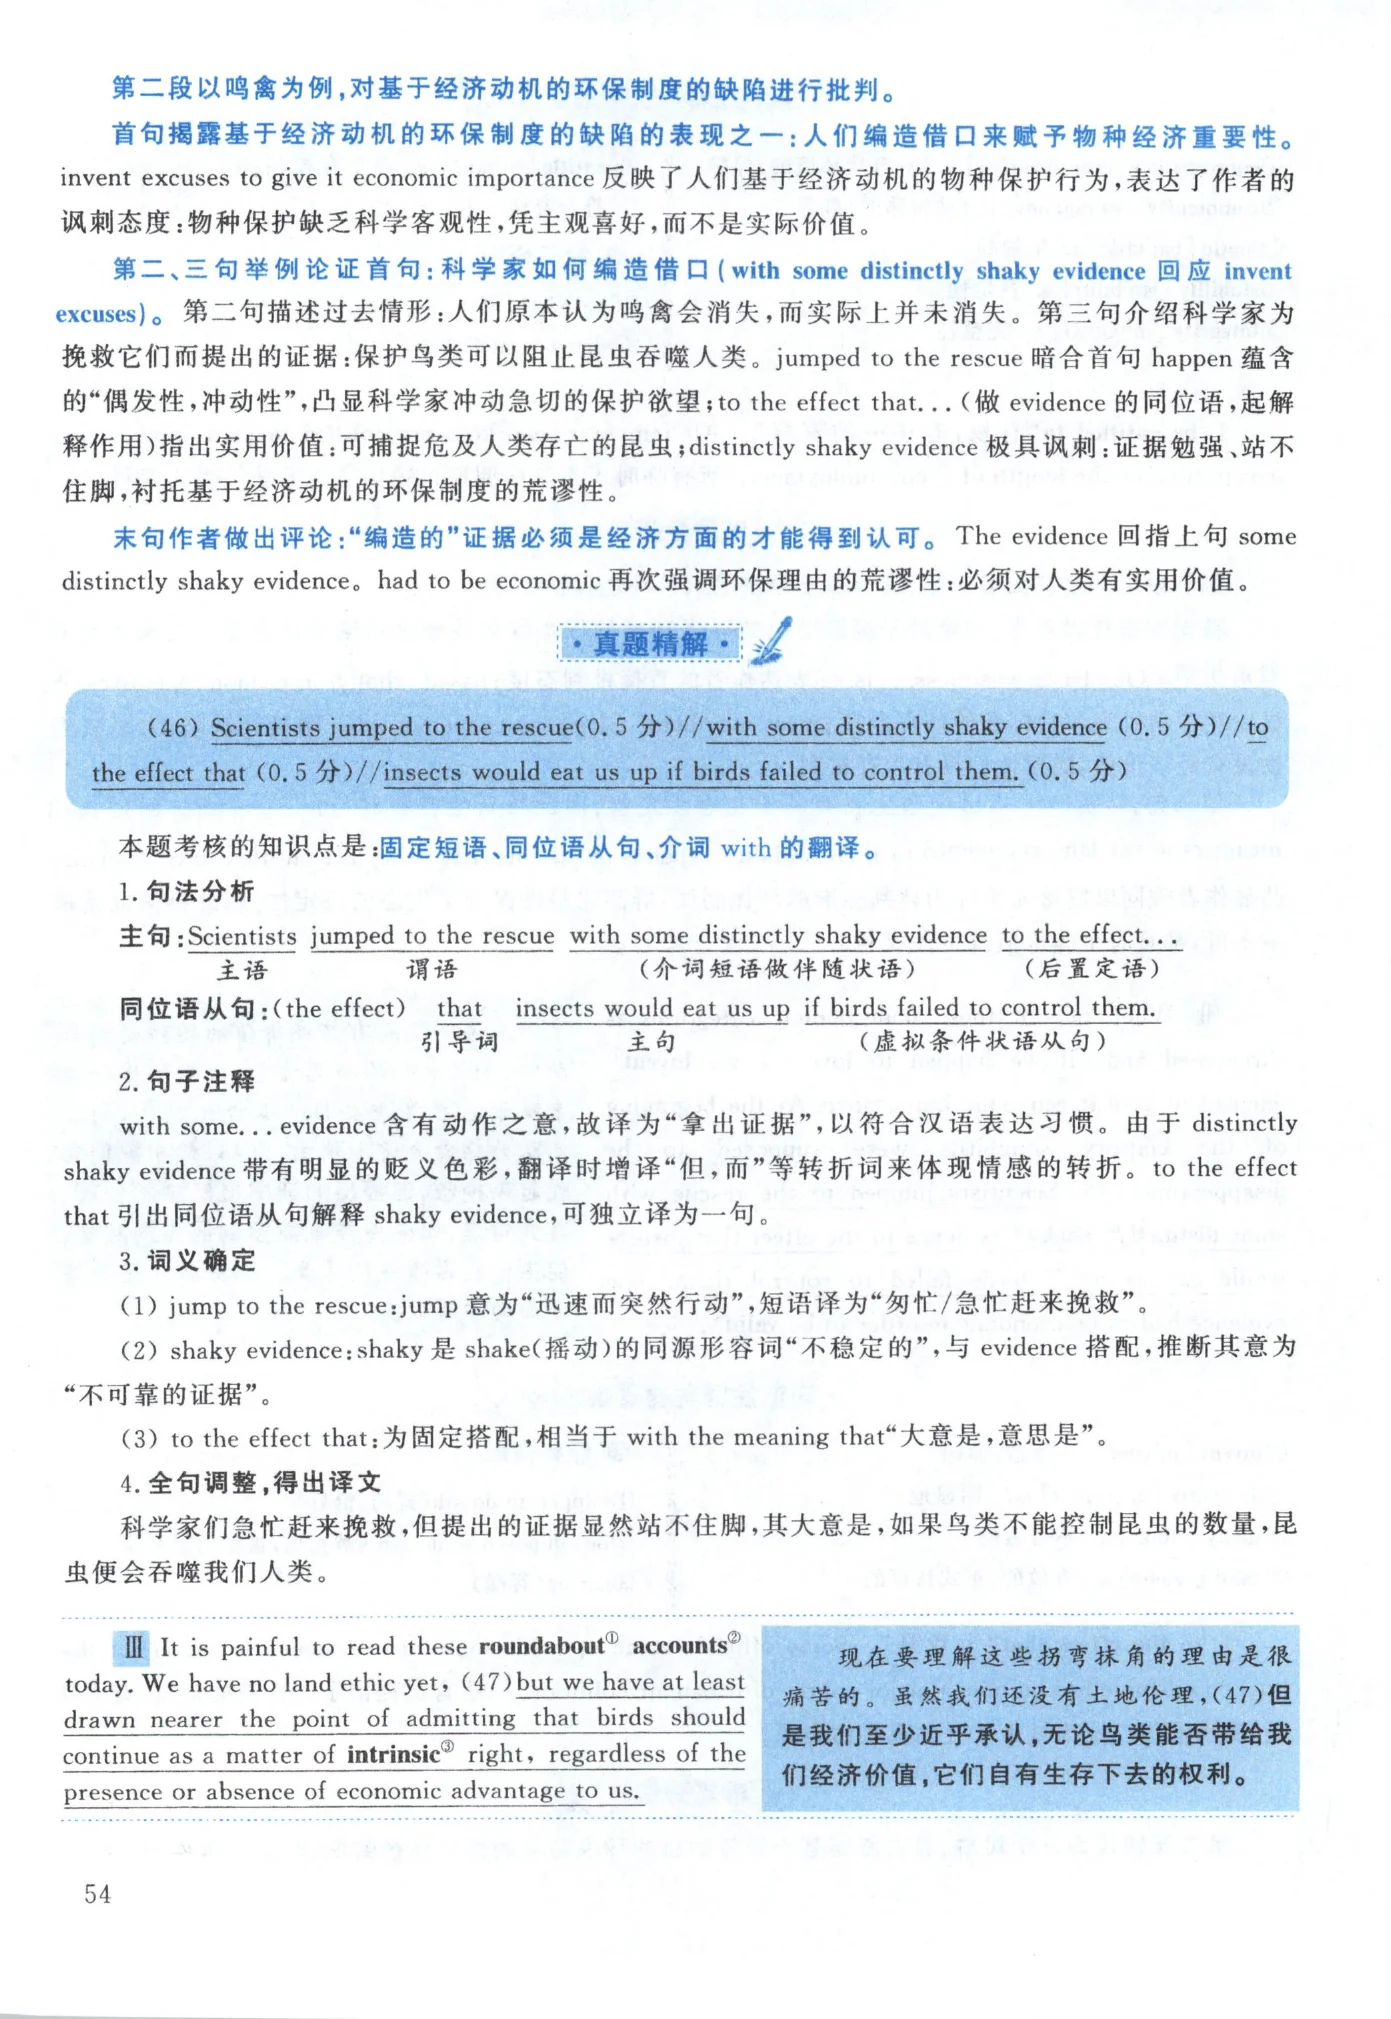 第二段以鸣禽为例,对基于经济动机的环保制度的缺陷进行批判。
首句揭露基于经济动机的环保制度的缺陷的表现之一:人们编造借口来赋予物种经济重要性。
invent excuses to give it economic importance 反映了人们基于经济动机的物种保护行为,表达了作者的
讽刺态度:物种保护缺乏科学客观性,凭主观喜好,而不是实际价值。
第二、三句举例论证首句:科学家如何编造借口(with some distinctly shaky evidence 回应 invent
excuses)。第二句描述过去情形:人们原本认为鸣禽会消失,而实际上并未消失。第三句介绍科学家为
挽救它们而提出的证据:保护鸟类可以阻止昆虫吞噬人类。jumped to the rescue 暗合首句 happen 蕴含
的“偶发性,冲动性”,凸显科学家冲动急切的保护欲望;to the effect that...(做 evidence 的同位语,起解
释作用)指出实用价值:可捕捉危及人类存亡的昆虫;distinctly shaky evidence 极具讽刺:证据勉强、站不
住脚,衬托基于经济动机的环保制度的荒谬性。
末句作者做出评论:“编造的”证据必须是经济方面的才能得到认可。The evidence 回指上句 some
distinctly shaky evidence。had to be economic 再次强调环保理由的荒谬性:必须对人类有实用价值。
·真题精解·
(46) Scientists jumped to the rescue(0.5 分)//with some distinctly shaky evidence (0.5 分)//to
the effect that (0.5 分)//insects would eat us up if birds failed to control them. (0.5 分)
本题考核的知识点是:固定短语、同位语从句、介词 with 的翻译。
1. 句法分析
主句:Scientists jumped to the rescue with some distinctly shaky evidence to the effect...
主语 谓语 (介词短语做伴随状语) (后置定语)
同位语从句:(the effect) that insects would eat us up if birds failed to control them.
引导词 主句 (虚拟条件状语从句)
2. 句子注释
with some... evidence 含有动作之意,故译为“拿出证据”,以符合汉语表达习惯。由于 distinctly
shaky evidence 带有明显的贬义色彩,翻译时增译“但,而”等转折词来体现情感的转折。to the effect
that 引出同位语从句解释 shaky evidence,可独立译为一句。
3. 词义确定
(1) jump to the rescue:jump 意为“迅速而突然行动”,短语译为“匆忙/急忙赶来挽救”。
(2) shaky evidence:shaky 是 shake(摇动)的同源形容词“不稳定的”,与 evidence 搭配,推断其意为
“不可靠的证据”。
(3) to the effect that:为固定搭配,相当于 with the meaning that“大意是,意思是”。
4. 全句调整,得出译文
科学家们急忙赶来挽救,但提出的证据显然站不住脚,其大意是,如果鸟类不能控制昆虫的数量,昆
虫便会吞噬我们人类。
Ⅲ It is painful to read these roundabout① accounts②
today. We have no land ethic yet, (47)but we have at least
drawn nearer the point of admitting that birds should
continue as a matter of intrinsic③ right, regardless of the
presence or absence of economic advantage to us.
现在要理解这些拐弯抹角的理由是很
痛苦的。虽然我们还没有土地伦理,(47)但
是我们至少近乎承认,无论鸟类能否带给我
们经济价值,它们自有生存下去的权利。
54